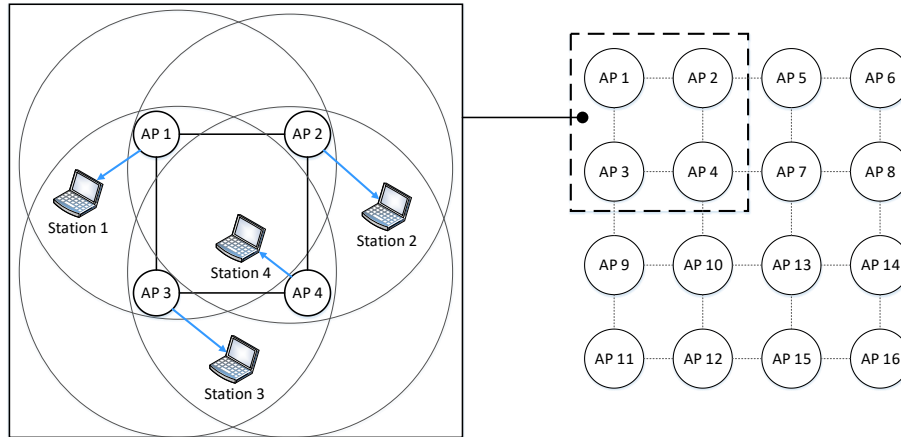 AP 1
AP 2
Station 1
Station 2
Station 4
AP 3
AP 4
Station 3
AP 1
AP 2
AP 5
AP 6
AP 3
AP 4
AP 7
AP 8
AP 9
AP 10
AP 13
AP 14
AP 11
AP 12
AP 15
AP 16